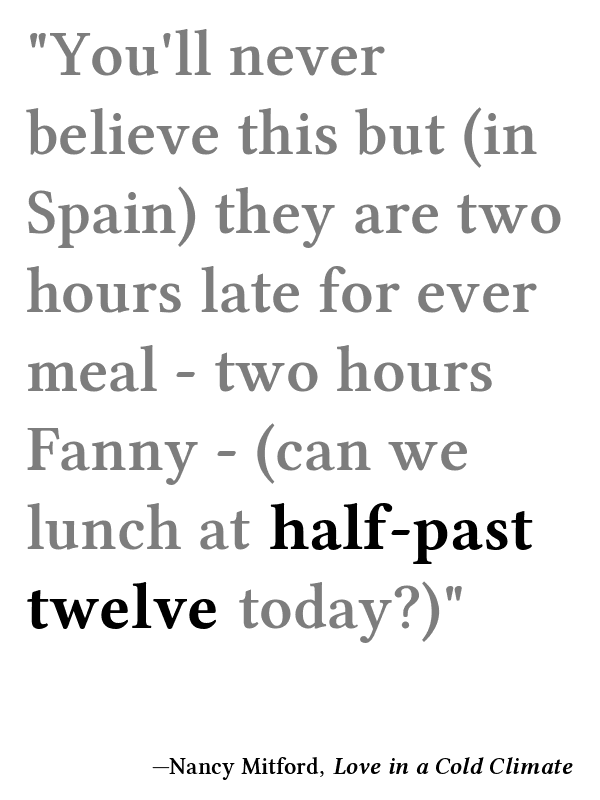 "You'll never
believe this but (in
Spain) they are two
hours late for ever
meal - two hours
Fanny - (can we
lunch at half-past
twelve today?)"
—Nancy Mitford, Love in a Cold Climate